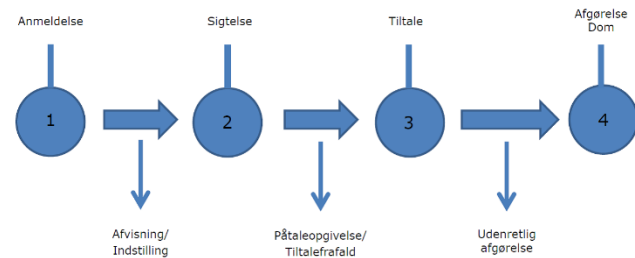 Anmeldelse
Sigtelse
Tiltale
Afgørelse
Dom
1
2
3
4
Afvisning/
Indstilling
Påtaleopgivelse/
Tiltalefrafald
Udenretlig
afgørelse